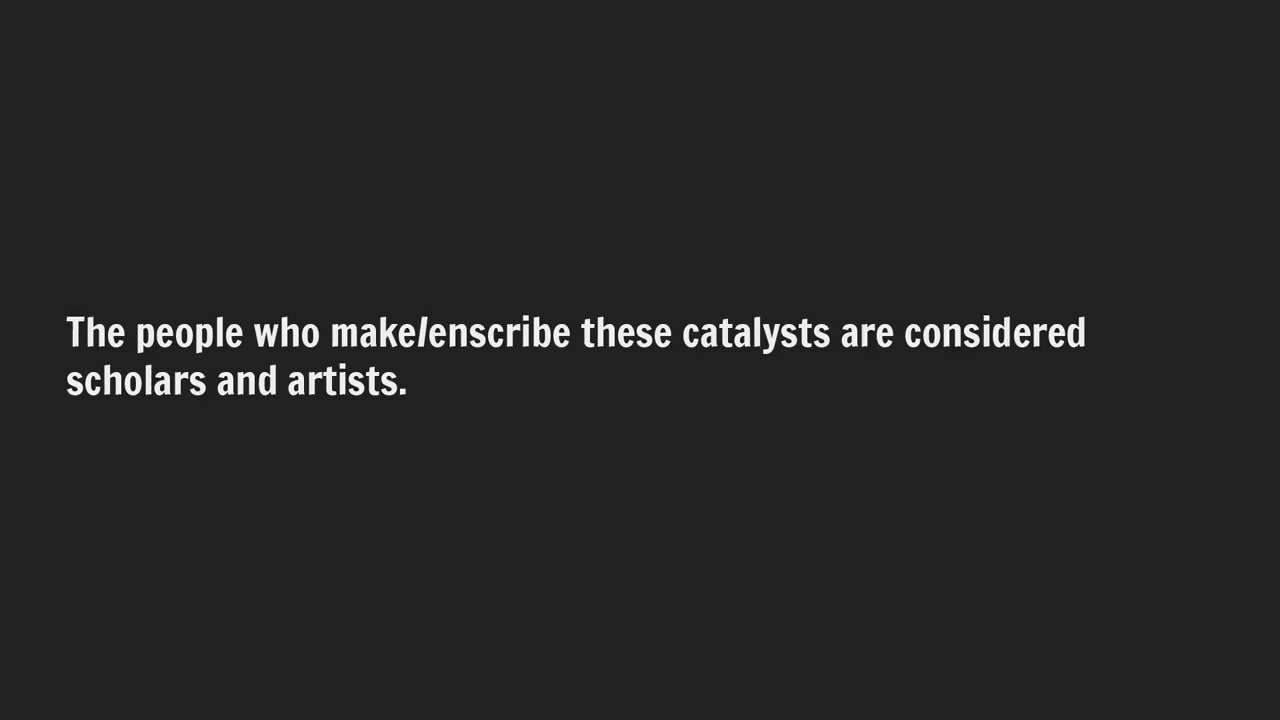 The people who make/enscribe these catalysts are considered
scholars and artists.